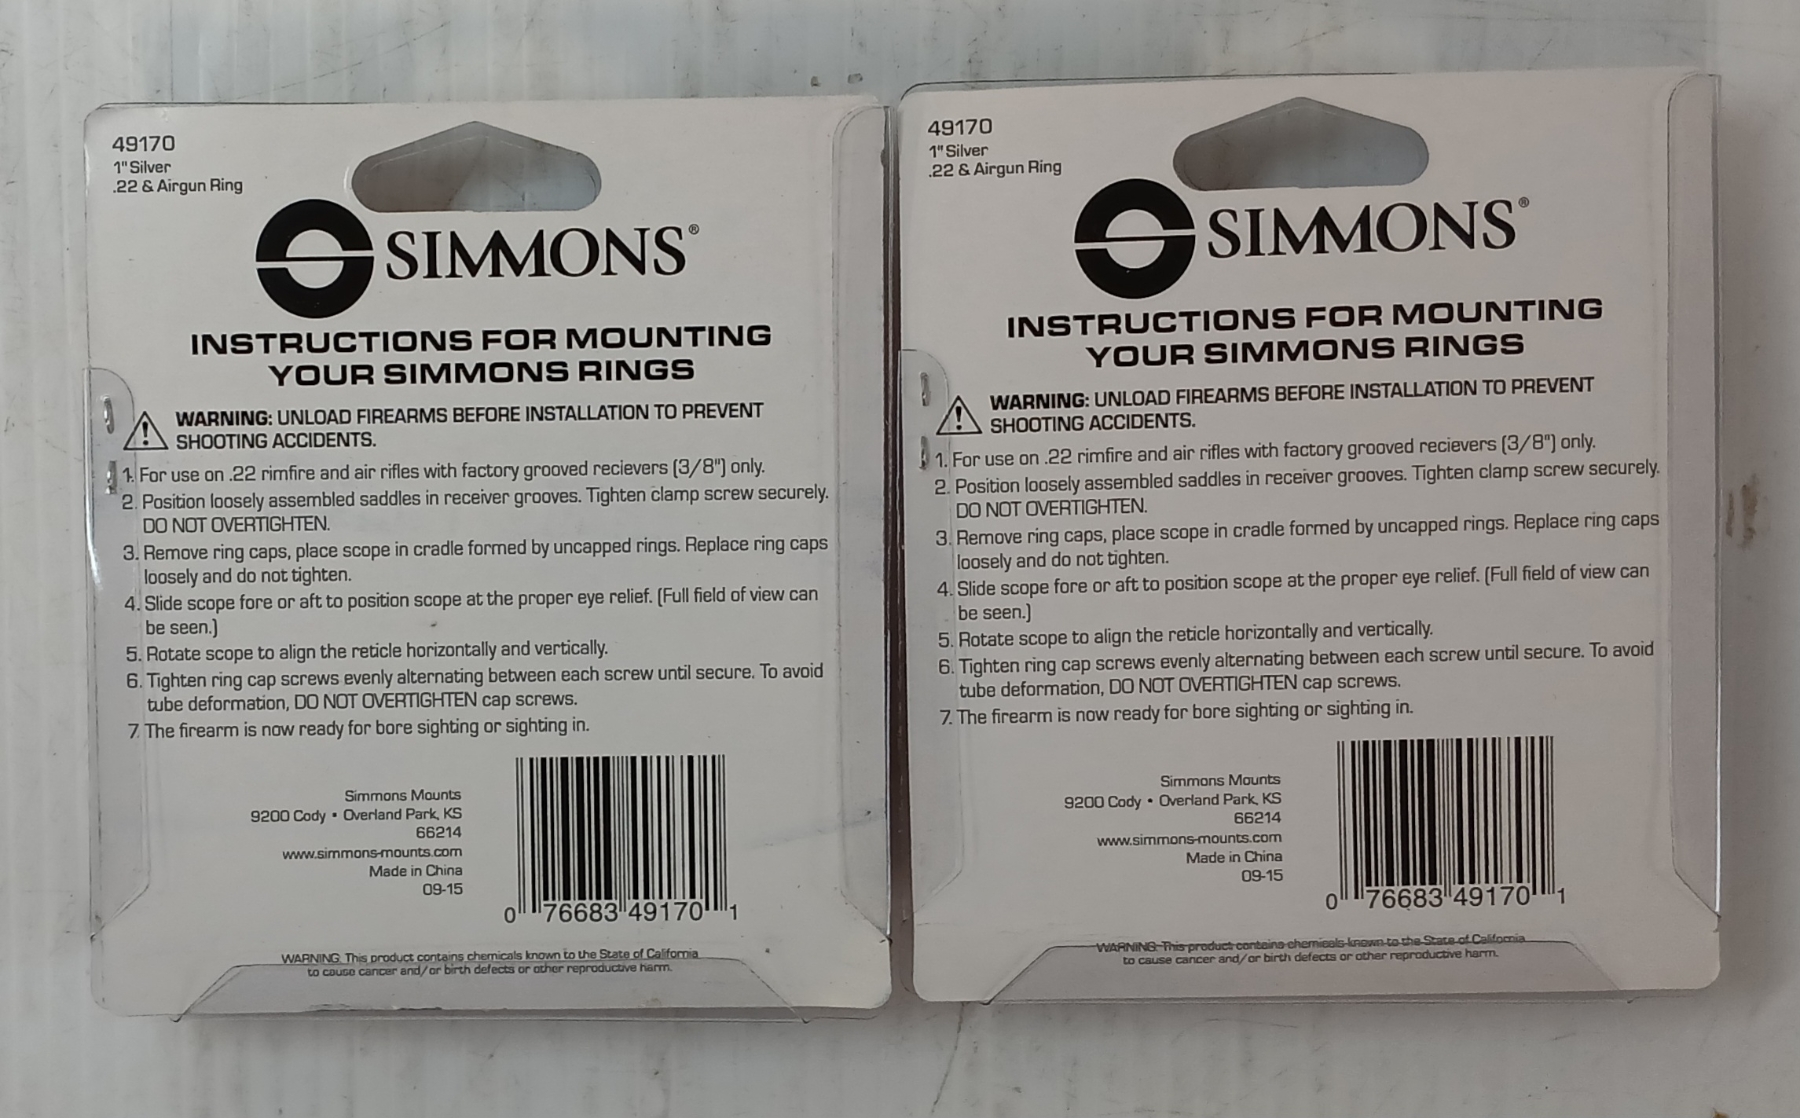 49170
1" Silver
.22 & Airgun Ring
SIMMONS®
INSTRUCTIONS FOR MOUNTING
YOUR SIMMONS RINGS
WARNING: UNLOAD FIREARMS BEFORE INSTALLATION TO PREVENT
SHOOTING ACCIDENTS.
1. For use on .22 rimfire and air rifles with factory grooved recievers (3/8") only.
2. Position loosely assembled saddles in receiver grooves. Tighten clamp screw securely.
DO NOT OVERTIGHTEN.
3. Remove ring caps, place scope in cradle formed by uncapped rings. Replace ring caps
loosely and do not tighten.
4. Slide scope fore or aft to position scope at the proper eye relief. (Full field of view can
be seen.)
5. Rotate scope to align the reticle horizontally and vertically.
6. Tighten ring cap screws evenly alternating between each screw until secure. To avoid
tube deformation, DO NOT OVERTIGHTEN cap screws.
7. The firearm is now ready for bore sighting or sighting in.
Simmons Mounts
9200 Cody • Overland Park, KS
66214
www.simmons-mounts.com
Made in China
09-15
0 76683 49170 1
WARNING: This product contains chemicals known to the State of California
to cause cancer and/or birth defects or other reproductive harm.
49170
1" Silver
.22 & Airgun Ring
SIMMONS®
INSTRUCTIONS FOR MOUNTING
YOUR SIMMONS RINGS
WARNING: UNLOAD FIREARMS BEFORE INSTALLATION TO PREVENT
SHOOTING ACCIDENTS.
1. For use on .22 rimfire and air rifles with factory grooved recievers (3/8") only.
2. Position loosely assembled saddles in receiver grooves. Tighten clamp screw securely.
DO NOT OVERTIGHTEN.
3. Remove ring caps, place scope in cradle formed by uncapped rings. Replace ring caps
loosely and do not tighten.
4. Slide scope fore or aft to position scope at the proper eye relief. (Full field of view can
be seen.)
5. Rotate scope to align the reticle horizontally and vertically.
6. Tighten ring cap screws evenly alternating between each screw until secure. To avoid
tube deformation, DO NOT OVERTIGHTEN cap screws.
7. The firearm is now ready for bore sighting or sighting in.
Simmons Mounts
9200 Cody • Overland Park, KS
66214
www.simmons-mounts.com
Made in China
09-15
0 76683 49170 1
WARNING: This product contains chemicals known to the State of California
to cause cancer and/or birth defects or other reproductive harm.